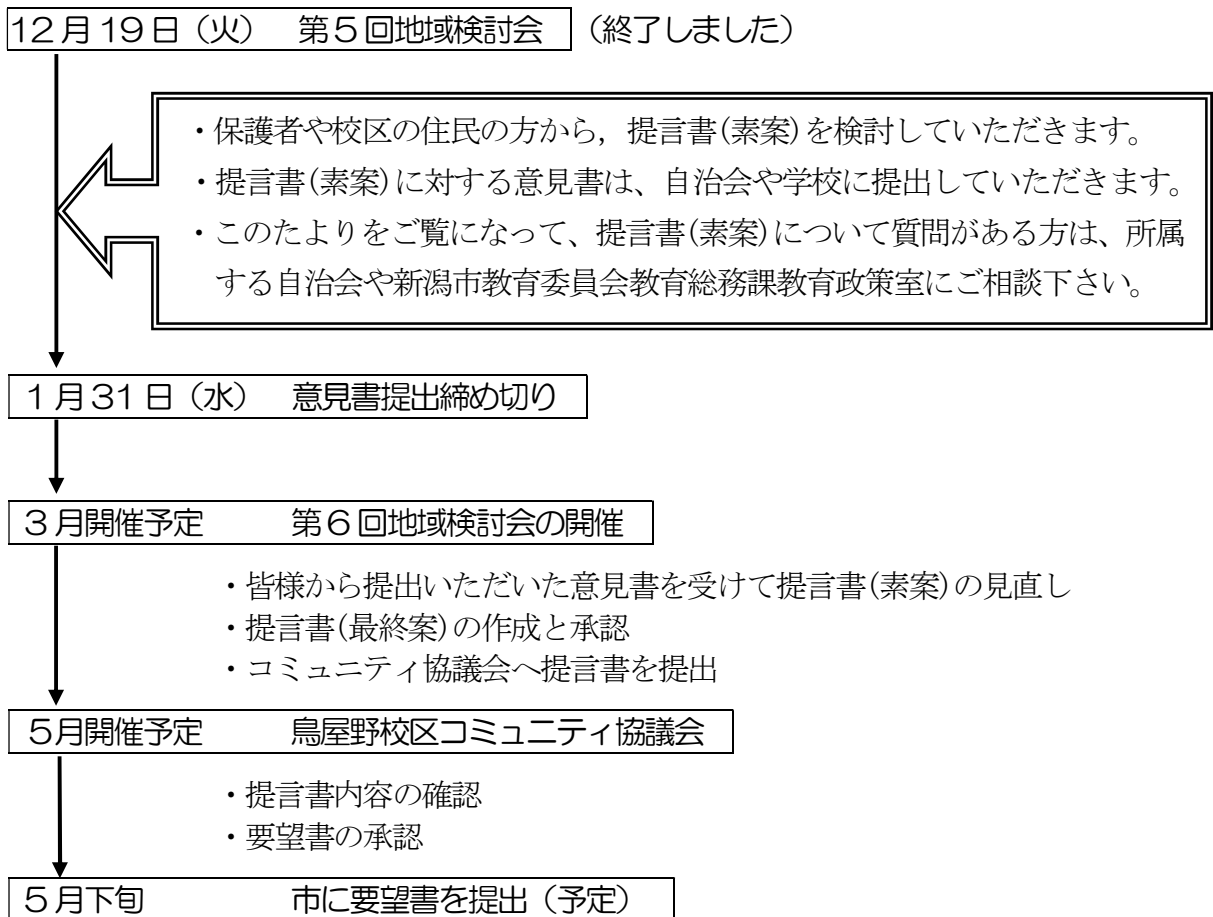 12月19日（火）　第5回地域検討会　（終了しました）
・保護者や校区の住民の方から，提言書(素案)を検討していただきます。
・提言書(素案)に対する意見書は、自治会や学校に提出していただきます。
・このたよりをご覧になって、提言書(素案)について質問がある方は、所属
する自治会や新潟市教育委員会教育総務課教育政策室にご相談下さい。
1月31日（水）　意見書提出締め切り
3月開催予定　第6回地域検討会の開催
・皆様から提出いただいた意見書を受けて提言書(素案)の見直し
・提言書(最終案)の作成と承認
・コミュニティ協議会へ提言書を提出
5月開催予定　鳥屋野校区コミュニティ協議会
・提言書内容の確認
・要望書の承認
5月下旬　市に要望書を提出（予定）